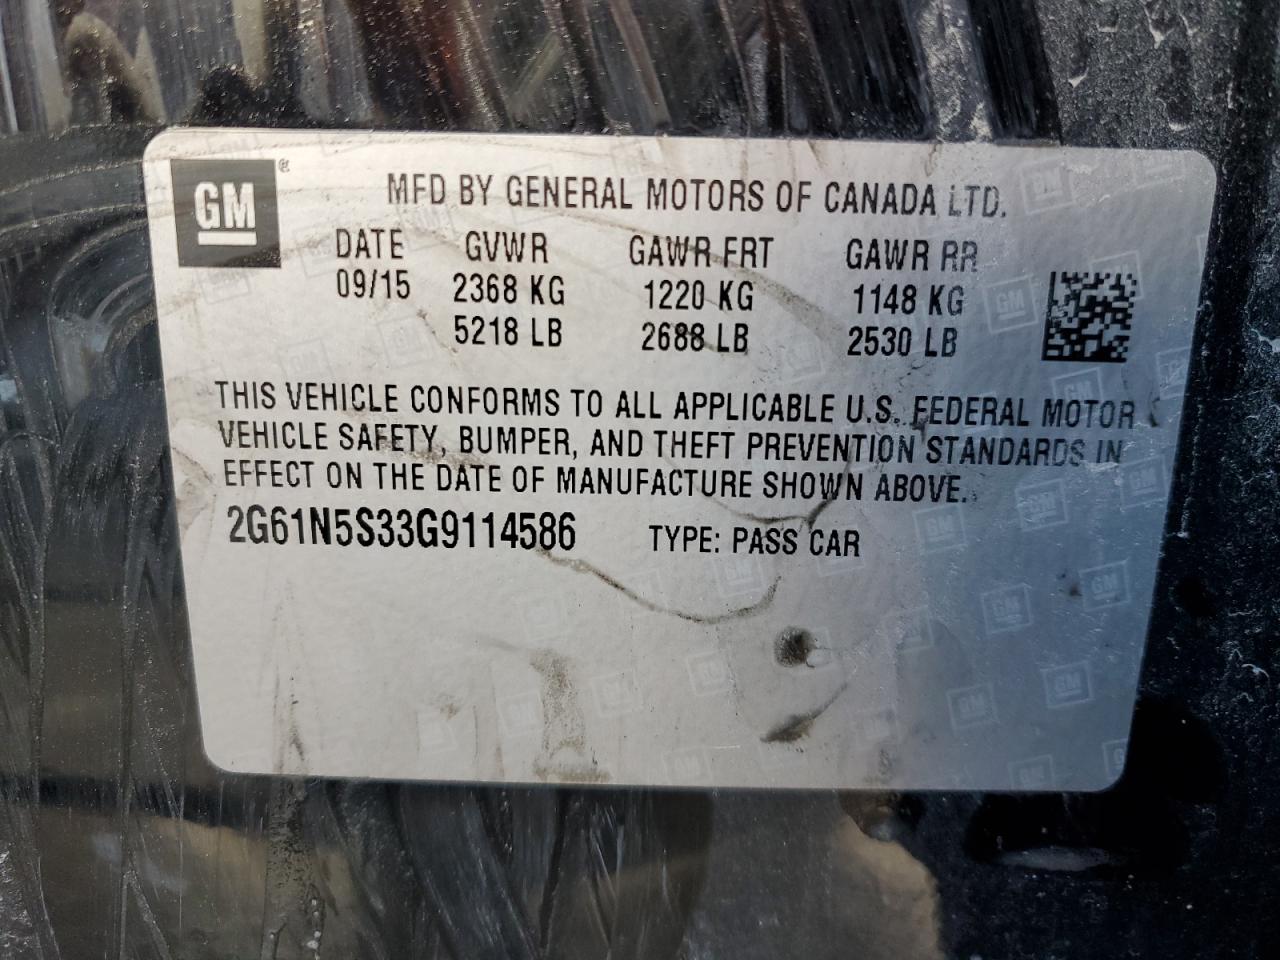 GM®
MFD BY GENERAL MOTORS OF CANADA LTD.
DATE GVWR GAWR FRT GAWR RR
09/15 2368 KG 1220 KG 1148 KG
5218 LB 2688 LB 2530 LB
THIS VEHICLE CONFORMS TO ALL APPLICABLE U.S. FEDERAL MOTOR
VEHICLE SAFETY, BUMPER, AND THEFT PREVENTION STANDARDS IN
EFFECT ON THE DATE OF MANUFACTURE SHOWN ABOVE.
2G61N5S33G9114586 TYPE: PASS CAR